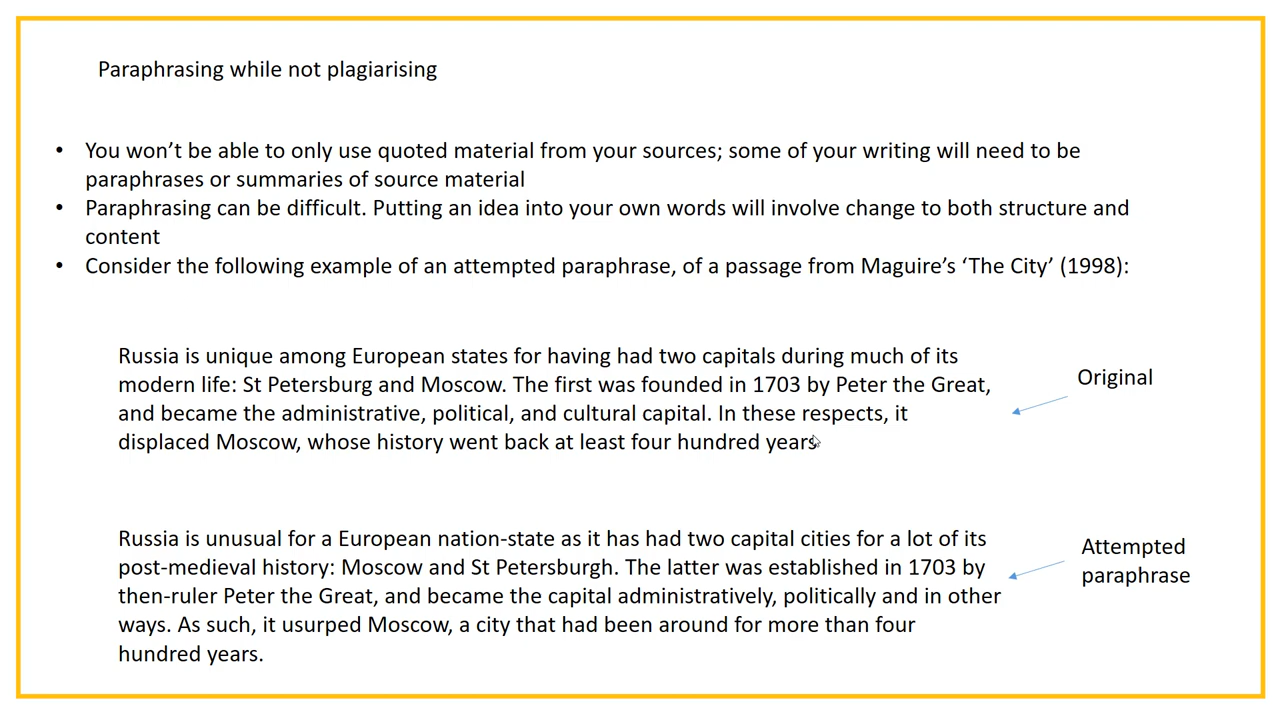 Paraphrasing while not plagiarising
• You won’t be able to only use quoted material from your sources; some of your writing will need to be
paraphrases or summaries of source material
• Paraphrasing can be difficult. Putting an idea into your own words will involve change to both structure and
content
• Consider the following example of an attempted paraphrase, of a passage from Maguire’s ‘The City’ (1998):
Russia is unique among European states for having had two capitals during much of its
modern life: St Petersburg and Moscow. The first was founded in 1703 by Peter the Great,
and became the administrative, political, and cultural capital. In these respects, it
displaced Moscow, whose history went back at least four hundred years
Original
Russia is unusual for a European nation-state as it has had two capital cities for a lot of its
post-medieval history: Moscow and St Petersburgh. The latter was established in 1703 by
then-ruler Peter the Great, and became the capital administratively, politically and in other
ways. As such, it usurped Moscow, a city that had been around for more than four
hundred years.
Attempted
paraphrase